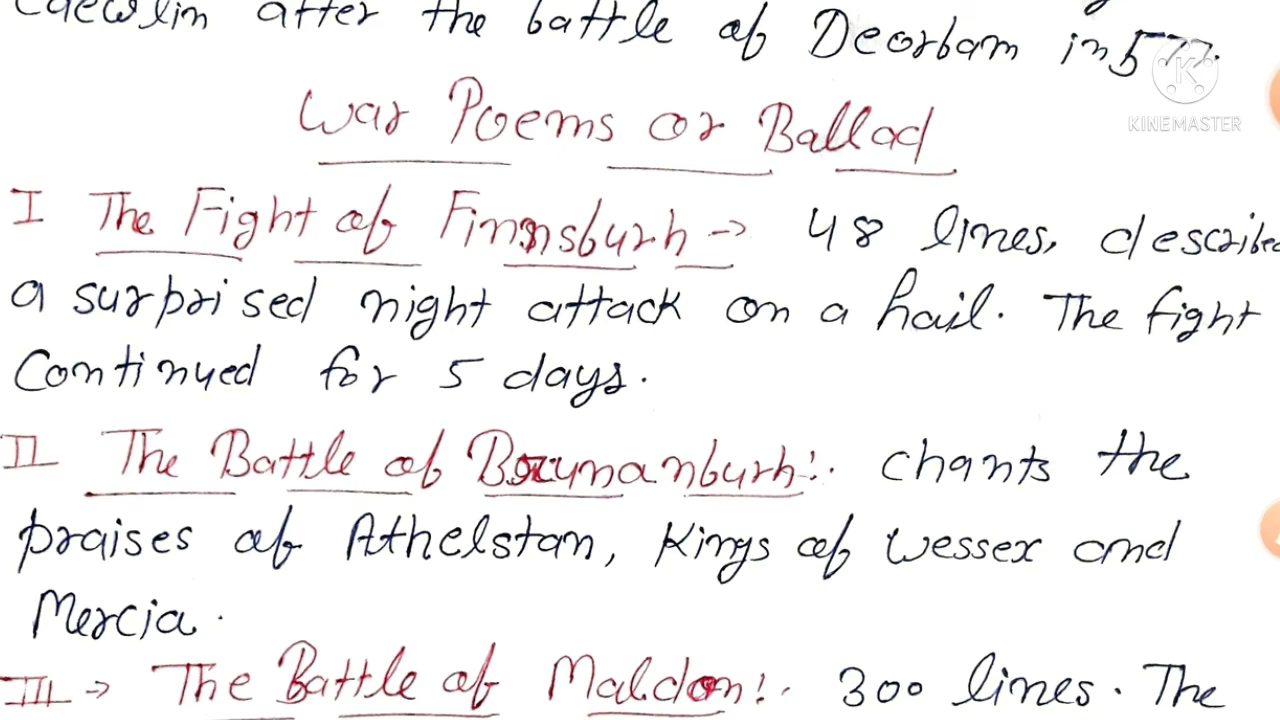 Caewlin after the battle of Deorham in 577.
K
KINEMASTER
War Poems or Ballad
I The Fight of Finnsburh → 48 lines, described
a surprised night attack on a hail. The fight
Continued for 5 days.
II The Battle of Brunanburh:. chants the
praises of Athelstan, Kings of Wessex and
Mercia.
III → The Battle of Maldon:. 300 lines. The